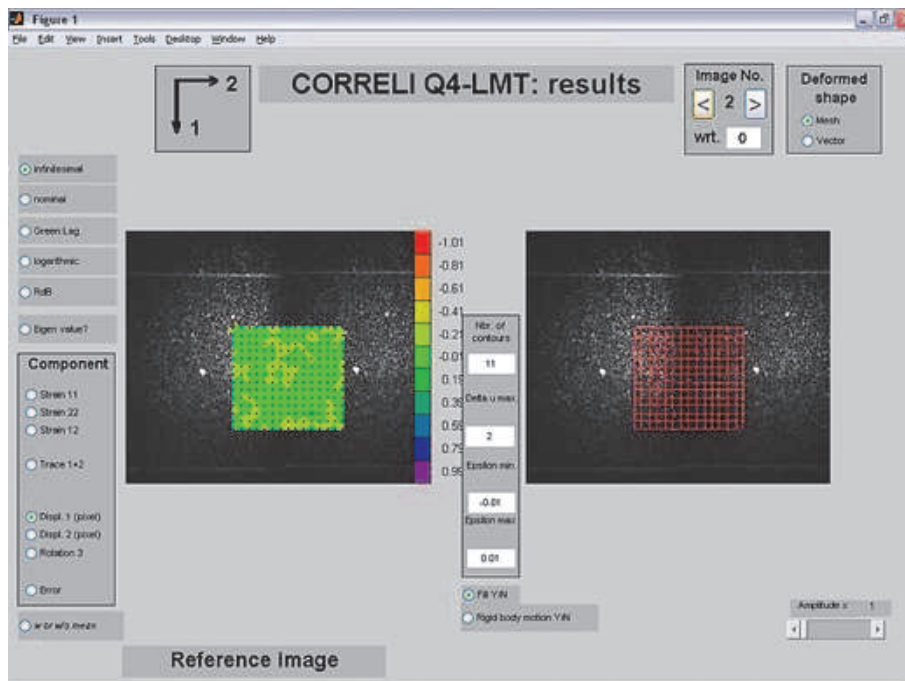 Figure 1
File Edit View Insert Tools Desktop Window Help
2
1
CORRELI Q4-LMT: results
Image No.
< 2 >
wrt. 0
Deformed
shape
Mesh
Vector
infinitesimal
nominal
Green Lag.
logarithmic
RdB
Eigen value?
Component
Strain 11
Strain 22
Strain 12
Trace 1+2
Displ. 1 (pixel)
Displ. 2 (pixel)
Rotation 3
Error
w or w/o mean
-1.01
-0.81
-0.61
-0.41
-0.21
-0.01
0.19
0.39
0.59
0.79
0.99
Nbr. of
contours
11
Delta u max.
2
Epsilon min.
-0.01
Epsilon max
0.01
Fill Y/N
Rigid body motion Y/N
Amplitude x 1
Reference Image